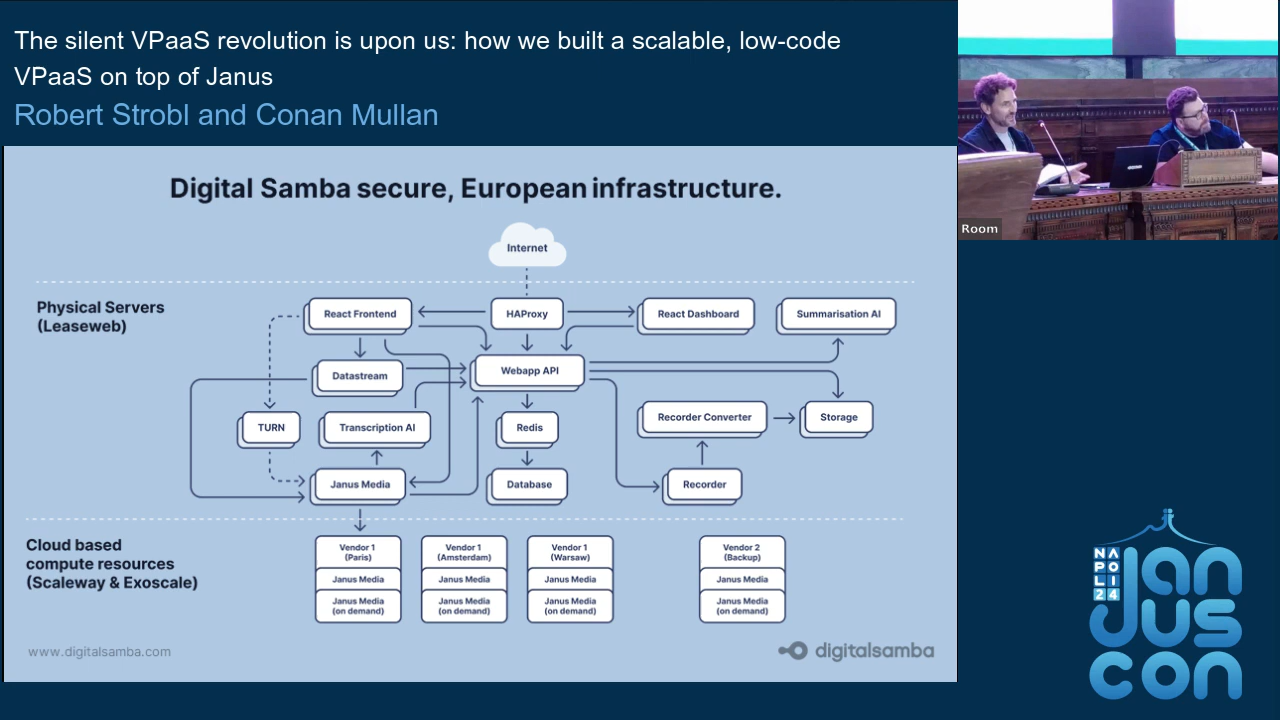 The silent VPaaS revolution is upon us: how we built a scalable, low-code
VPaaS on top of Janus
Robert Strobl and Conan Mullan
Room
Digital Samba secure, European infrastructure.
Internet
Physical Servers
(Leaseweb)
React Frontend
HAProxy
React Dashboard
Summarisation AI
Datastream
Webapp API
TURN
Transcription AI
Redis
Recorder Converter
Storage
Janus Media
Database
Recorder
Cloud based
compute resources
(Scaleway & Exoscale)
Vendor 1
(Paris)
Janus Media
Janus Media
(on demand)
Vendor 1
(Amsterdam)
Janus Media
Janus Media
(on demand)
Vendor 1
(Warsaw)
Janus Media
Janus Media
(on demand)
Vendor 2
(Backup)
Janus Media
Janus Media
(on demand)
www.digitalsamba.com
digitalsamba
NAPOLI24
Jan
Jus
con